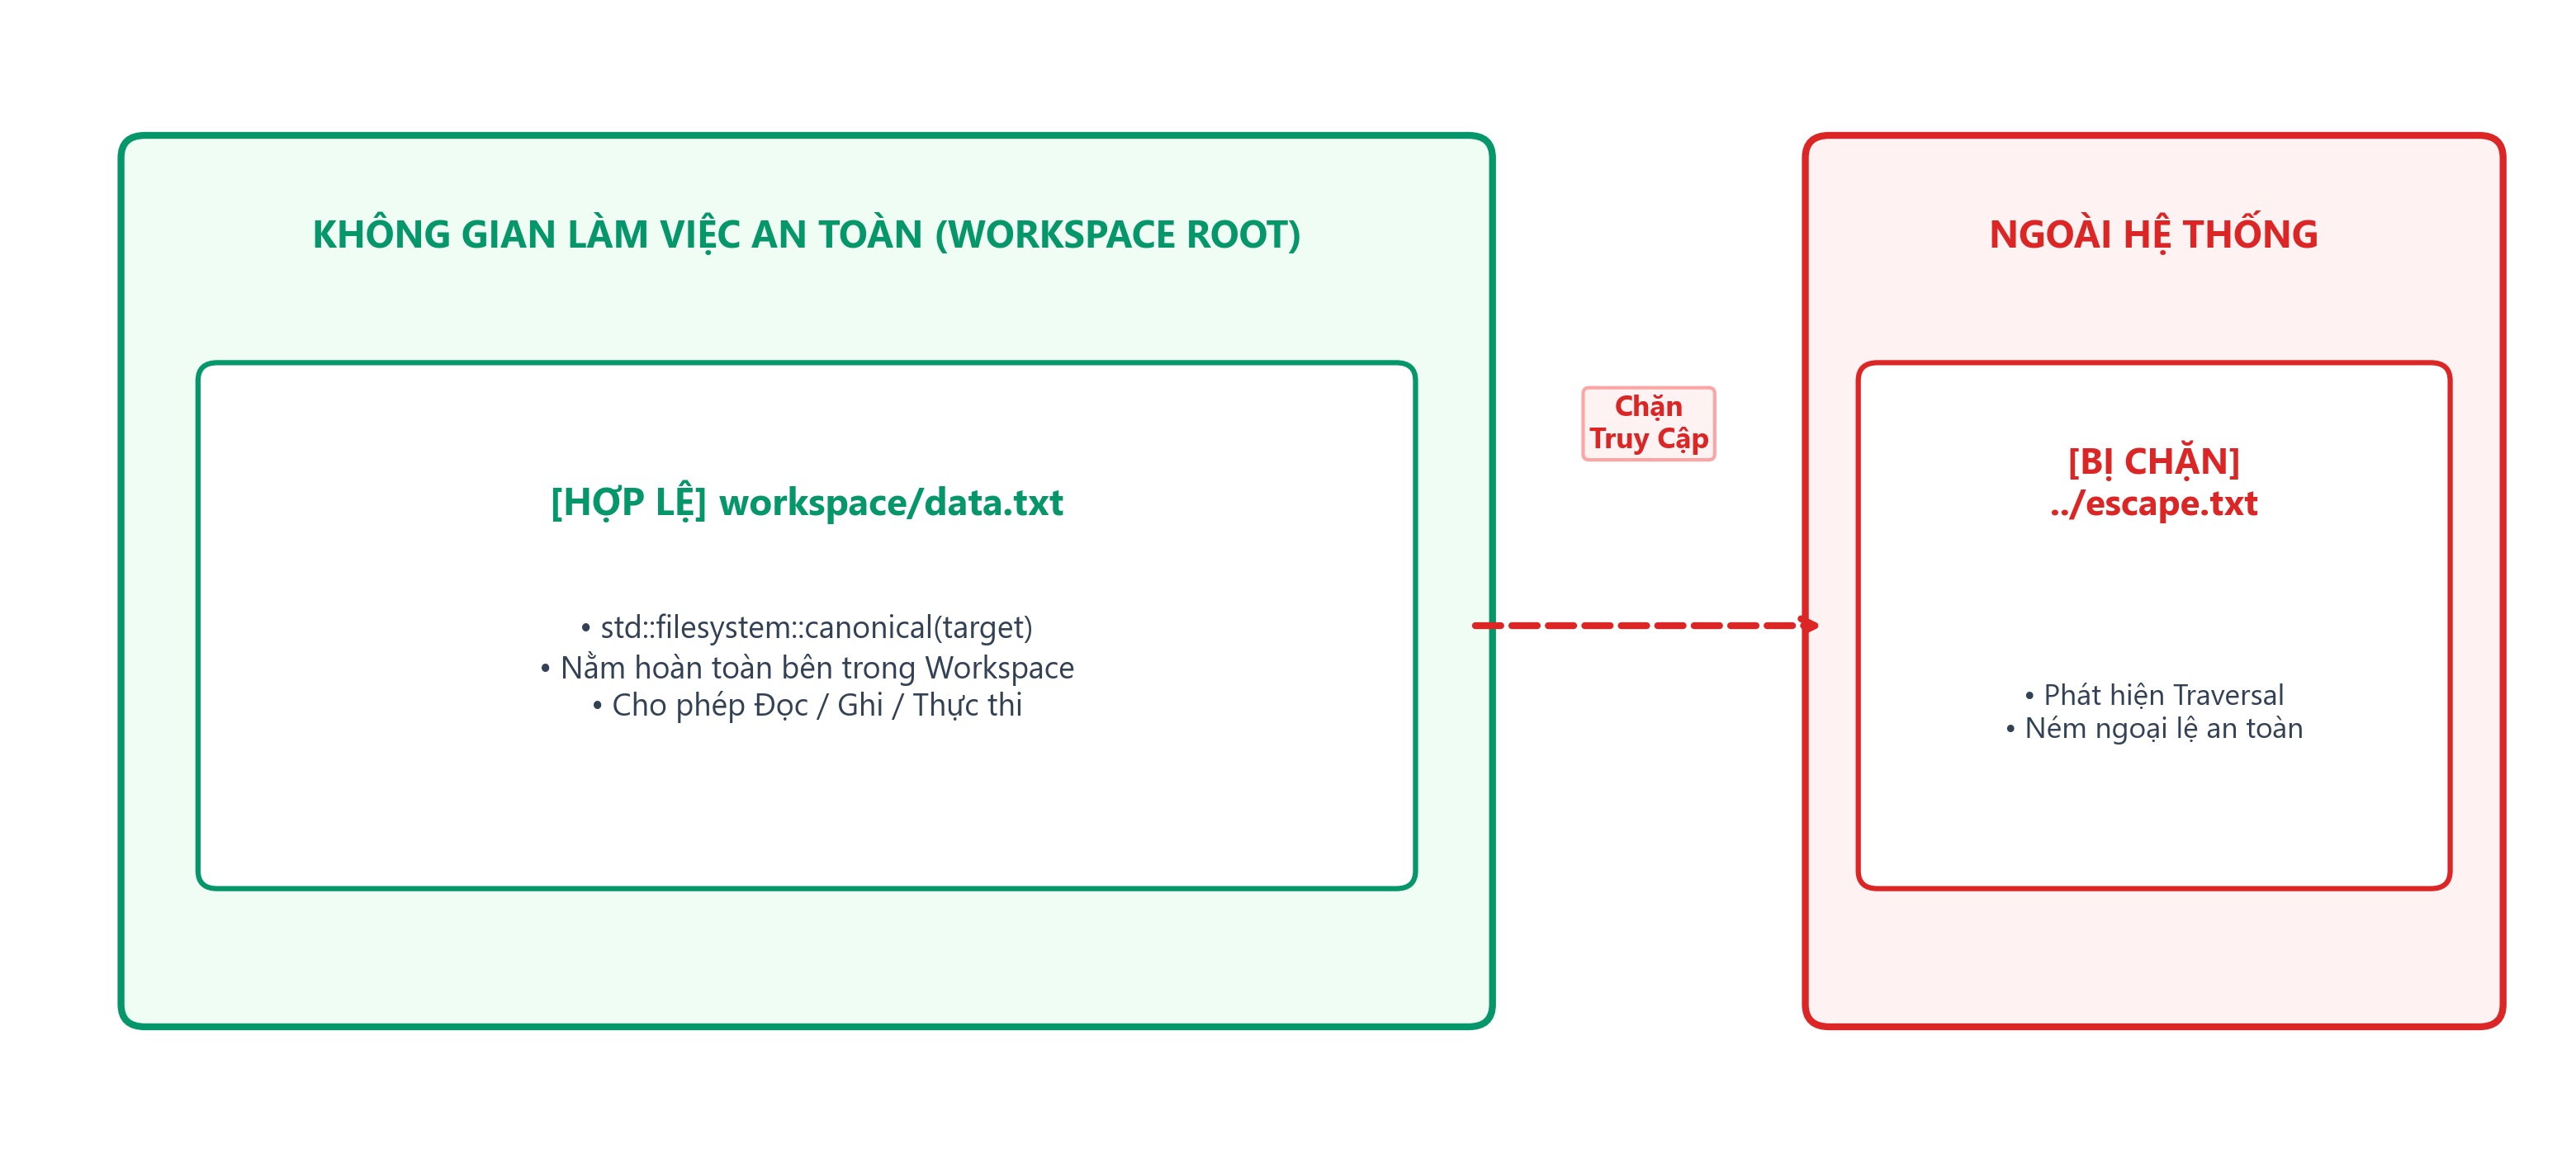 KHÔNG GIAN LÀM VIỆC AN TOÀN (WORKSPACE ROOT)
[HỢP LỆ] workspace/data.txt
• std::filesystem::canonical(target)
• Nằm hoàn toàn bên trong Workspace
• Cho phép Đọc / Ghi / Thực thi
Chặn
Truy Cập
NGOÀI HỆ THỐNG
[BỊ CHẶN]
../escape.txt
• Phát hiện Traversal
• Ném ngoại lệ an toàn